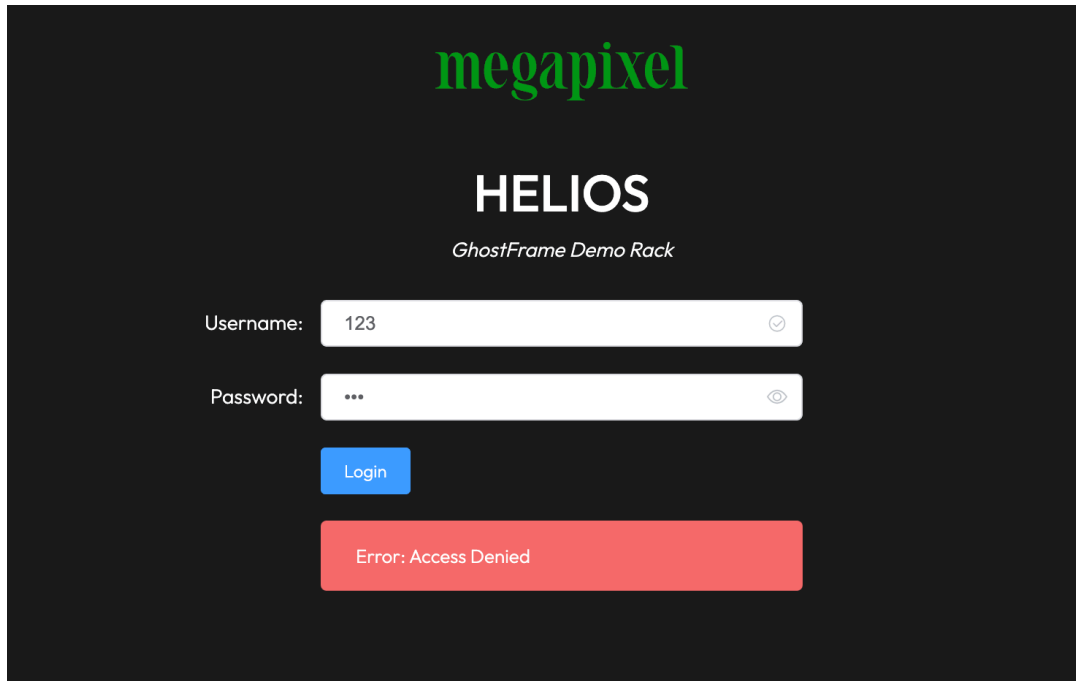 megapixel
HELIOS
GhostFrame Demo Rack
Username: 123
Password: •••
Login
Error: Access Denied